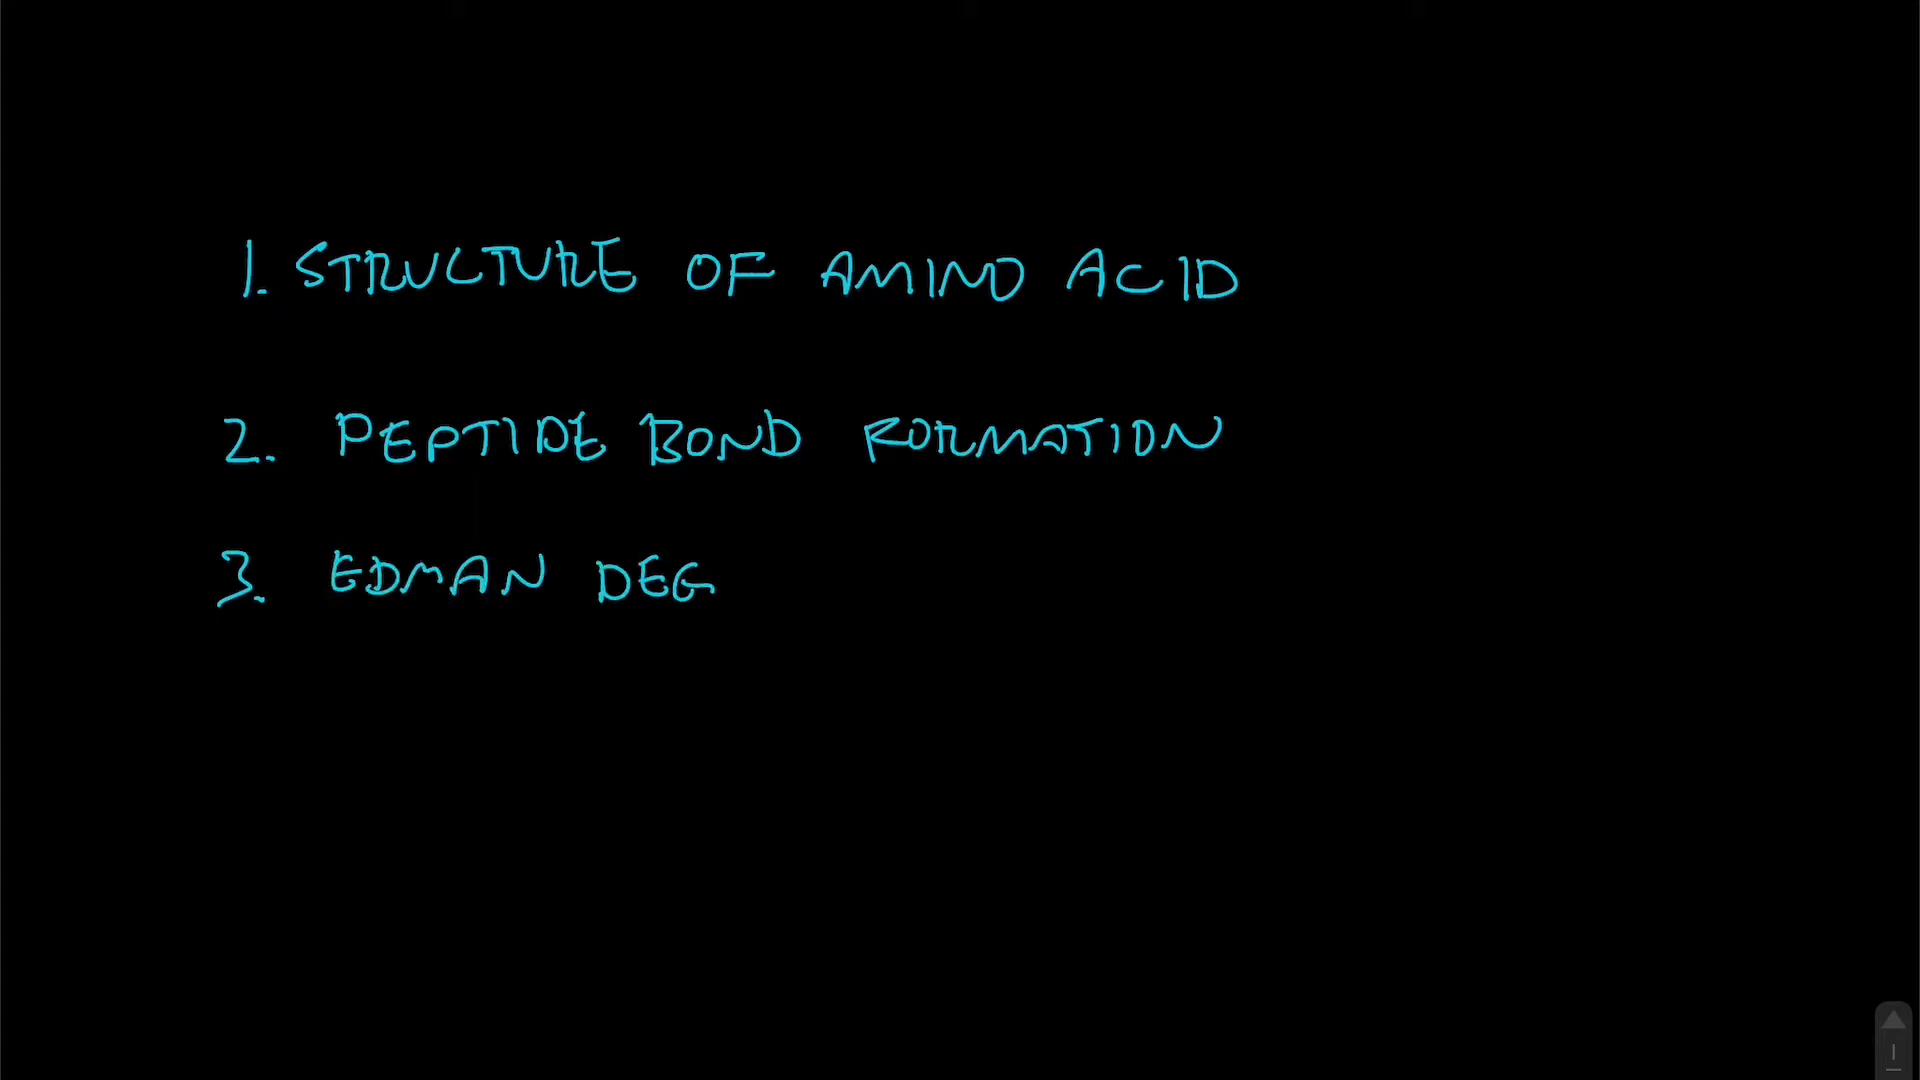 1. STRUCTURE OF AMINO ACID
2. PEPTIDE BOND FORMATION
3. EDMAN DEG